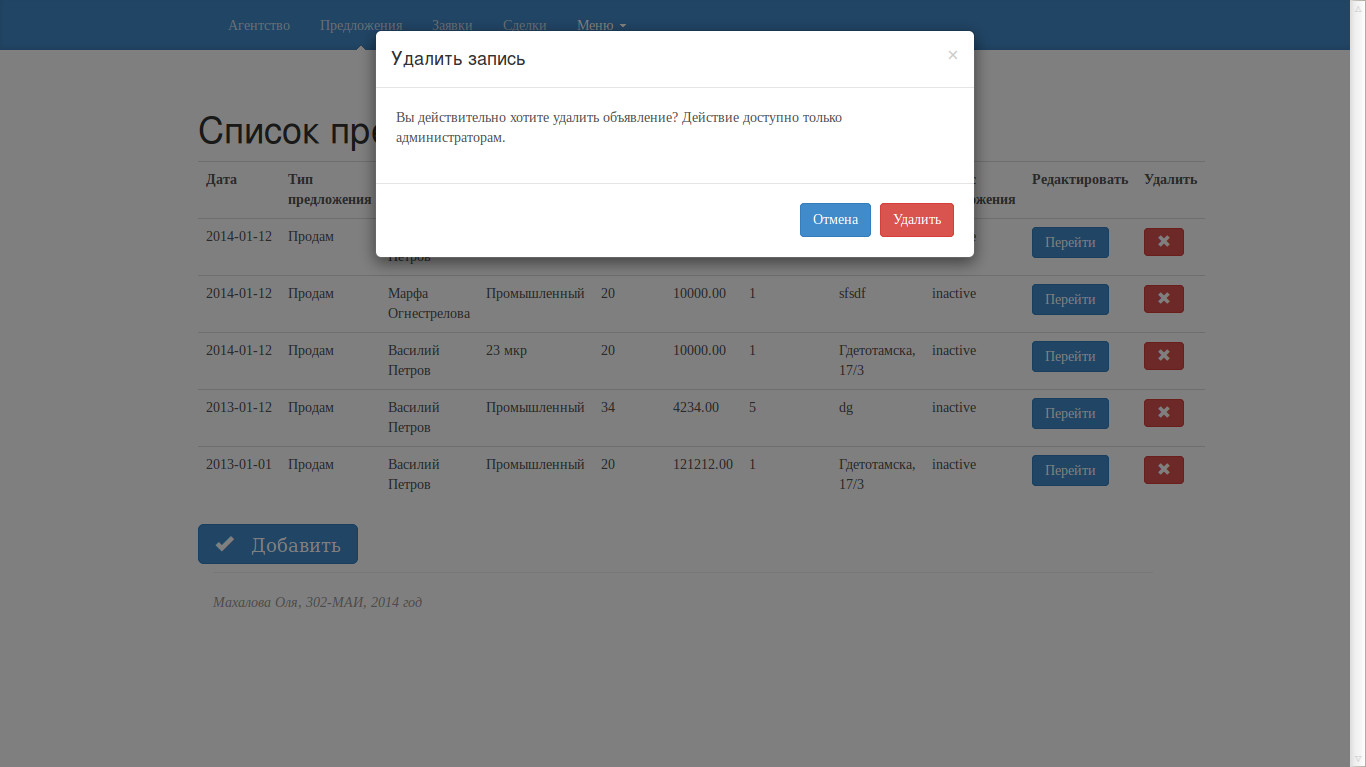 Агентство Предложения Заявки Сделки Меню
Удалить запись ×
Вы действительно хотите удалить объявление? Действие доступно только
администраторам.
Отмена Удалить
Список
Дата Тип Редактировать Удалить
предложения
2014-01-12 Продам Перейти
Петров
2014-01-12 Продам Марфа Промышленный 20 10000.00 1 sfsdf inactive Перейти
Огнестрелова
2014-01-12 Продам Василий 23 мкр 20 10000.00 1 Гдетотамска, inactive Перейти
Петров 17/3
2013-01-12 Продам Василий Промышленный 34 4234.00 5 dg inactive Перейти
Петров
2013-01-01 Продам Василий Промышленный 20 121212.00 1 Гдетотамска, inactive Перейти
Петров 17/3
Добавить
Махалова Оля, 302-МАИ, 2014 год